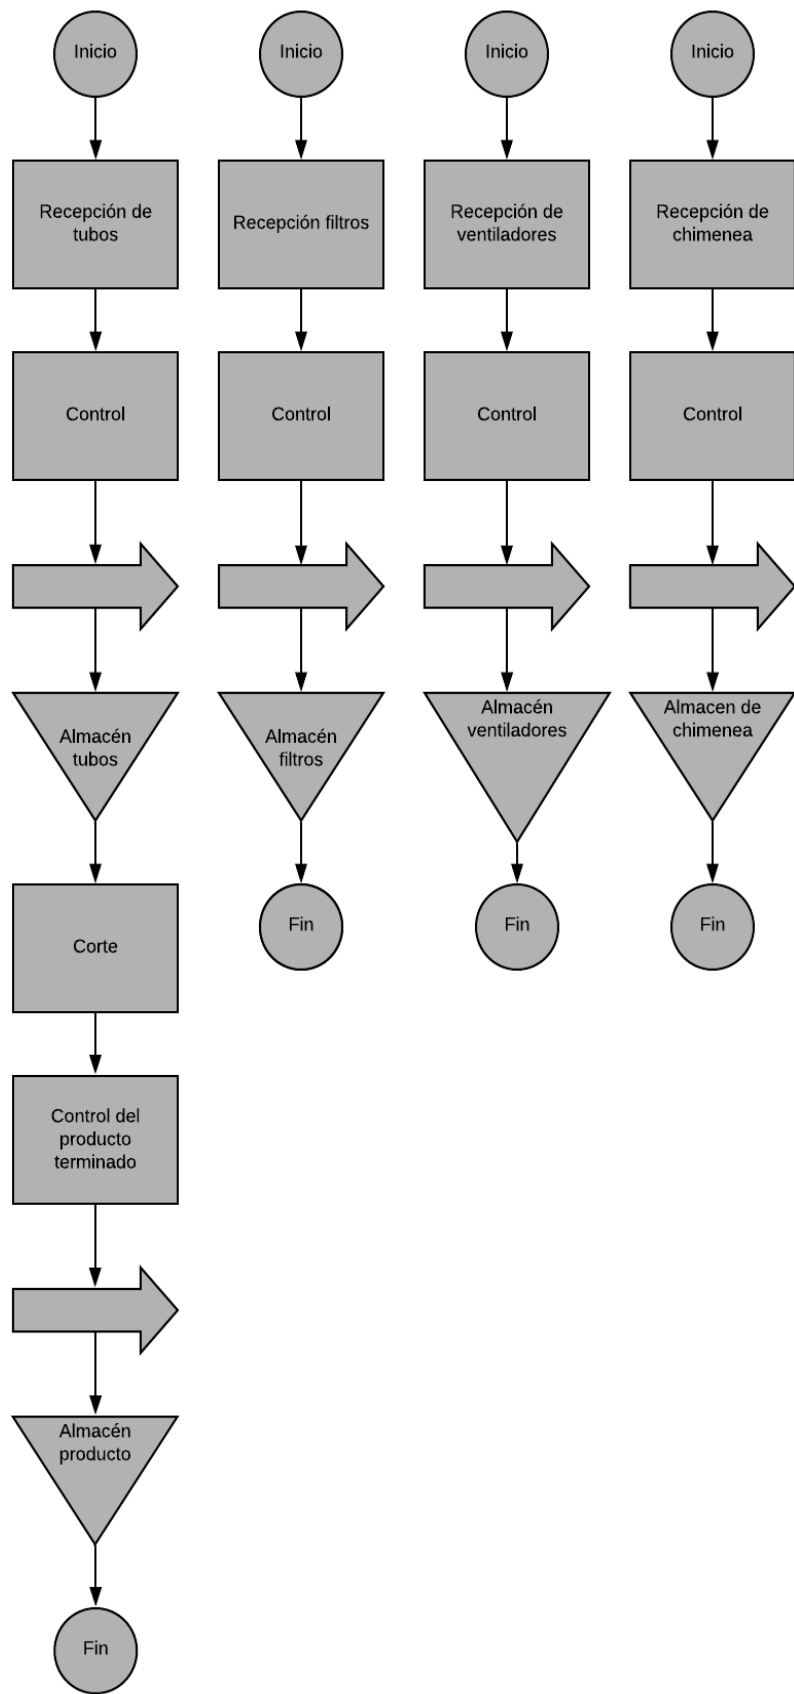 Inicio
Inicio
Inicio
Inicio
Recepción de
tubos
Recepción filtros
Recepción de
ventiladores
Recepción de
chimenea
Control
Control
Control
Control
Almacén
tubos
Almacén
filtros
Almacén
ventiladores
Almacen de
chimenea
Corte
Fin
Fin
Fin
Control del
producto
terminado
Almacén
producto
Fin